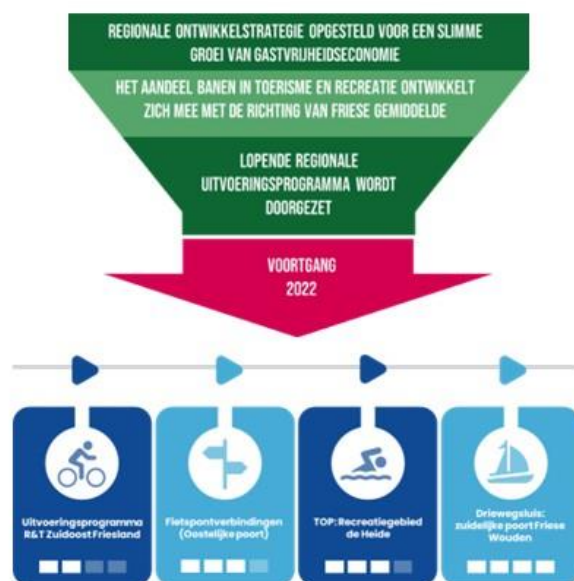 REGIONALE ONTWIKKELSTRATEGIE OPGESTELD VOOR EEN SLIMME
GROEI VAN GASTVRIJHEIDSECONOMIE
HET AANDEEL BANEN IN TOERISME EN RECREATIE ONTWIKKELT
ZICH MEE MET DE RICHTING VAN FRIESE GEMIDDELDE
LOPENDE REGIONALE
UITVOERINGSPROGRAMMA WORDT
DOORGEZET
VOORTGANG
2022
Uitvoeringsprogramma
R&T Zuidoost Friesland
Fietspontverbindingen
(Oostelijke poort)
TOP: Recreatiegebied
de Heide
Driewegsluis:
zuidelijke poort Friese
Wouden